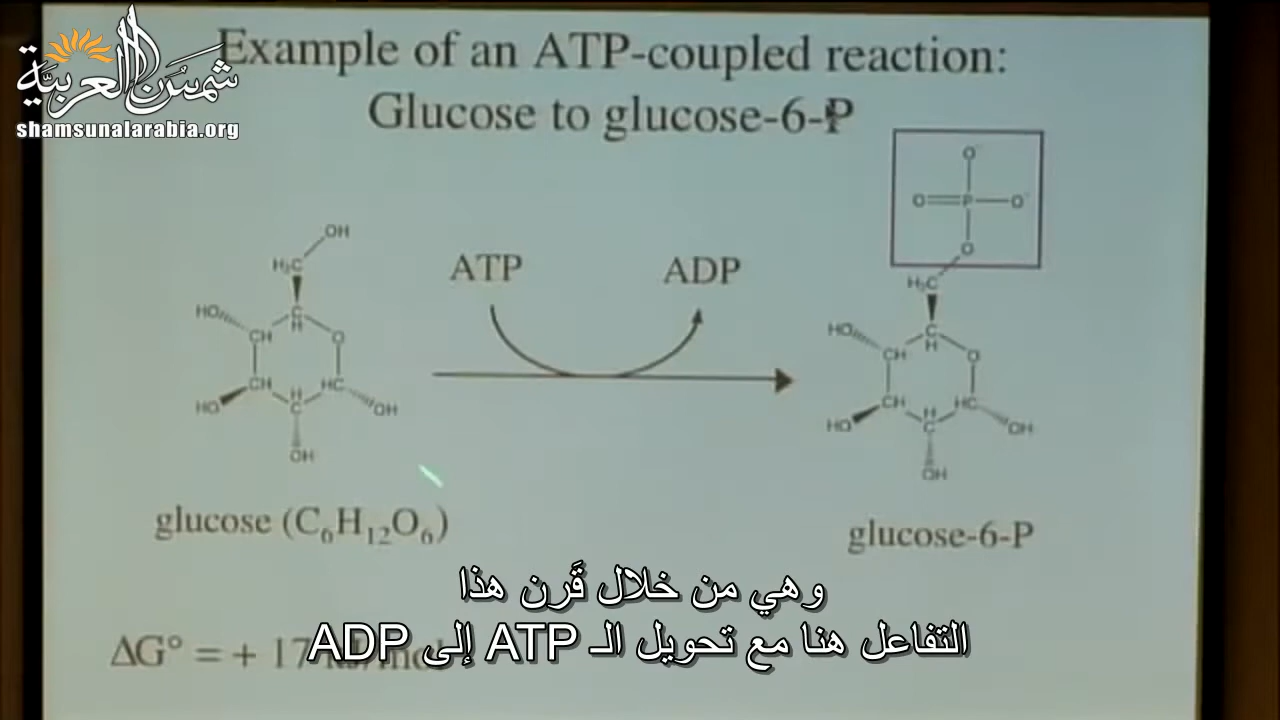 شمس العربية
shamsunalarabia.org
Example of an ATP-coupled reaction:
Glucose to glucose-6-P
OH
H₂C
HO
C
H
CH
O
CH
H
C
HC
HO
OH
OH
ATP
ADP
O⁻
O
P
O⁻
O
H₂C
HO
C
H
CH
O
CH
H
C
HC
HO
OH
OH
glucose (C₆H₁₂O₆)
glucose-6-P
وهي من خلال قَرن هذا
التفاعل هنا مع تحويل الـ ATP إلى ADP
ΔG° = + 17